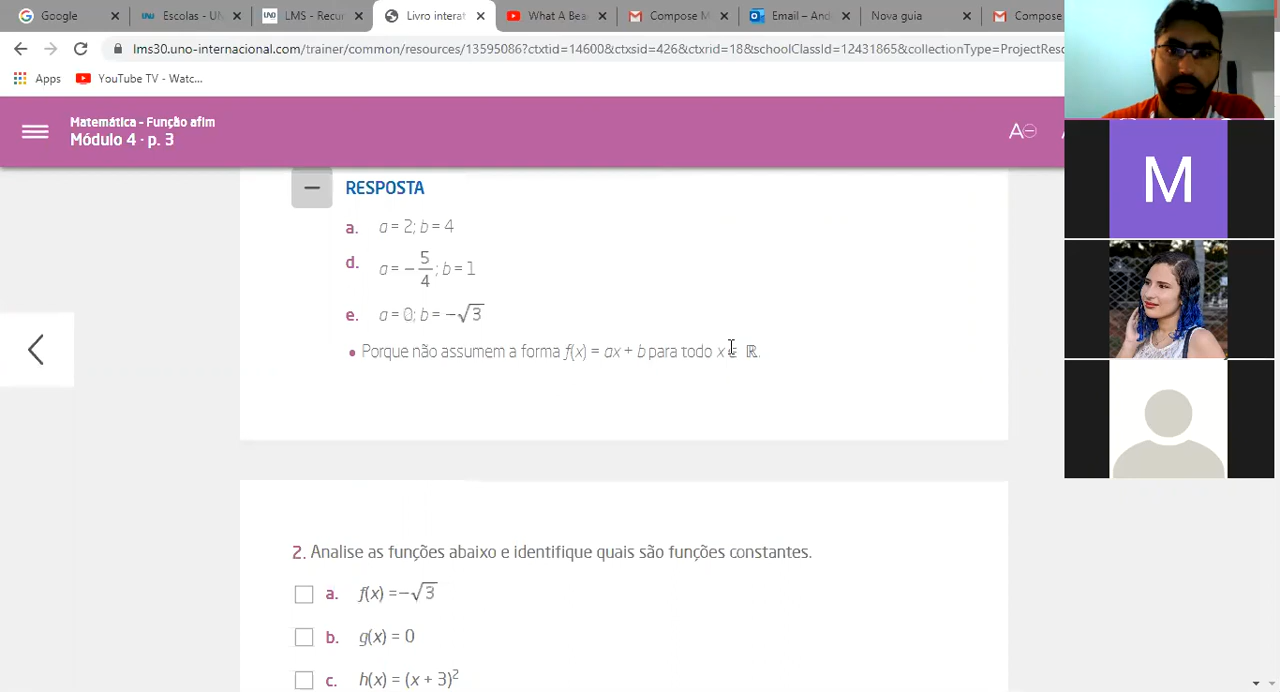 Google
Escolas - UN
LMS - Recu
Livro intera
What A Bea
Compose M
Email – And
Nova guia
Compose
lms30.uno-internacional.com/trainer/common/resources/13595086?ctxtid=14600&ctxsid=426&ctxrid=18&schoolClassId=12431865&collectionType=ProjectReso
Apps
YouTube TV - Watc...
Matemática - Função afim
Módulo 4 · p. 3
A
RESPOSTA
a. a = 2; b = 4
d. a = −5/4; b = 1
e. a = 0; b = −√3
• Porque não assumem a forma f(x) = ax + b para todo x ∈ ℝ.
2. Analise as funções abaixo e identifique quais são funções constantes.
a. f(x) =−√3
b. g(x) = 0
c. h(x) = (x + 3)²
M